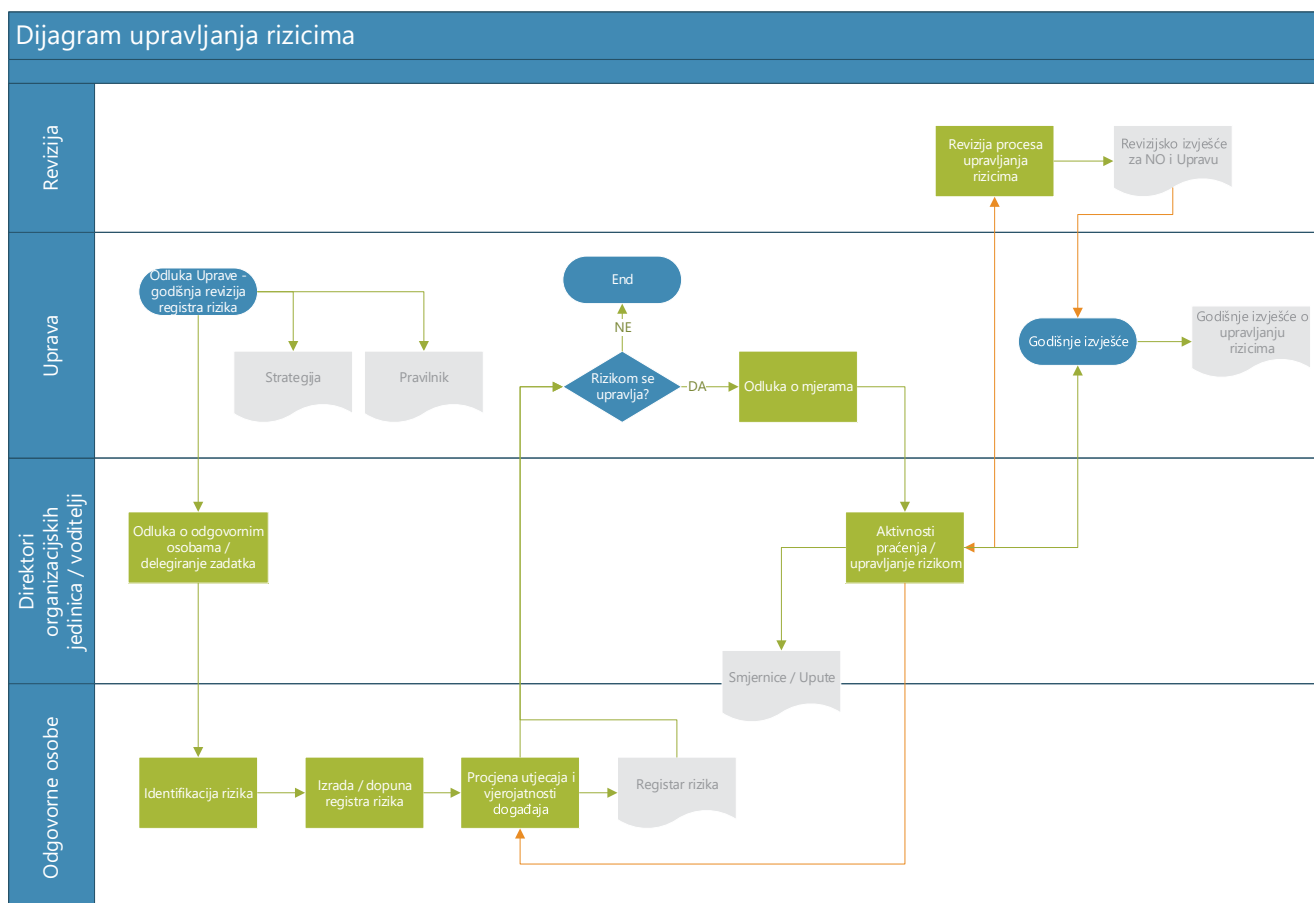 Dijagram upravljanja rizicima
Revizija
Revizija procesa
upravljanja
rizicima
Revizijsko izvješće
za NO i Upravu
Uprava
Odluka Uprave -
godišnja revizija
registra rizika
Strategija
Pravilnik
End
NE
Rizikom se
upravlja?
DA
Odluka o mjerama
Godišnje izvješće
Godišnje izvješće o
upravljanju
rizicima
Direktori
organizacijskih
jedinica / voditelji
Odluka o odgovornim
osobama /
delegiranje zadatka
Aktivnosti
praćenja /
upravljanje rizikom
Smjernice / Upute
Odgovorne osobe
Identifikacija rizika
Izrada / dopuna
registra rizika
Procjena utjecaja i
vjerojatnosti
događaja
Registar rizika